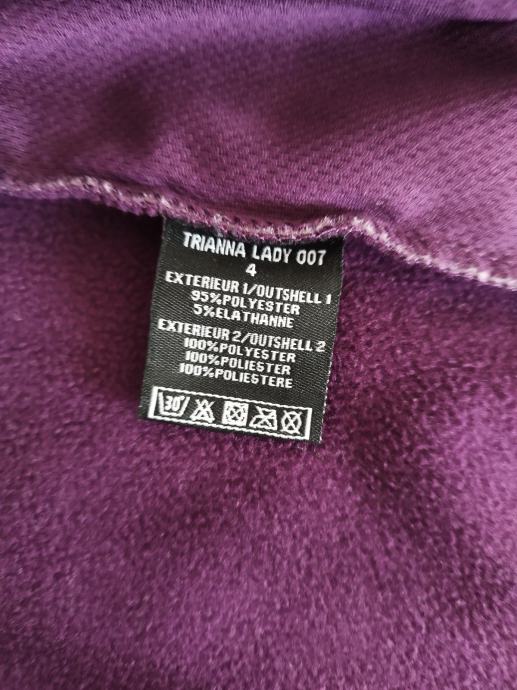 TRIANNA LADY 007
4
EXTERIEUR 1/OUTSHELL 1
95%POLYESTER
5%ELATHANNE
EXTERIEUR 2/OUTSHELL 2
100%POLYESTER
100%POLIESTER
100%POLIESTERE
30°